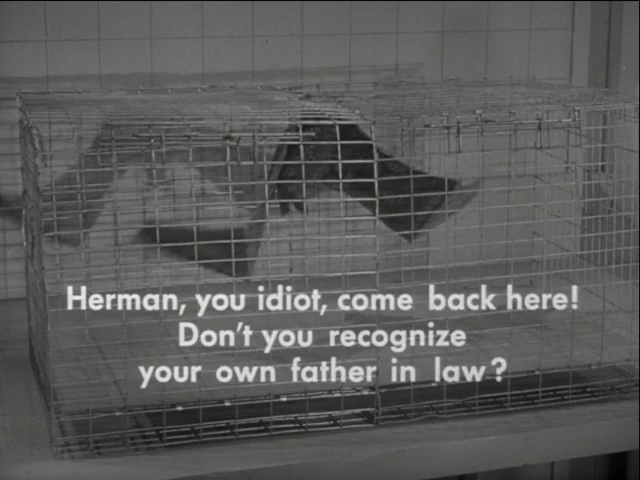 Herman, you idiot, come back here!
Don't you recognize
your own father in law?